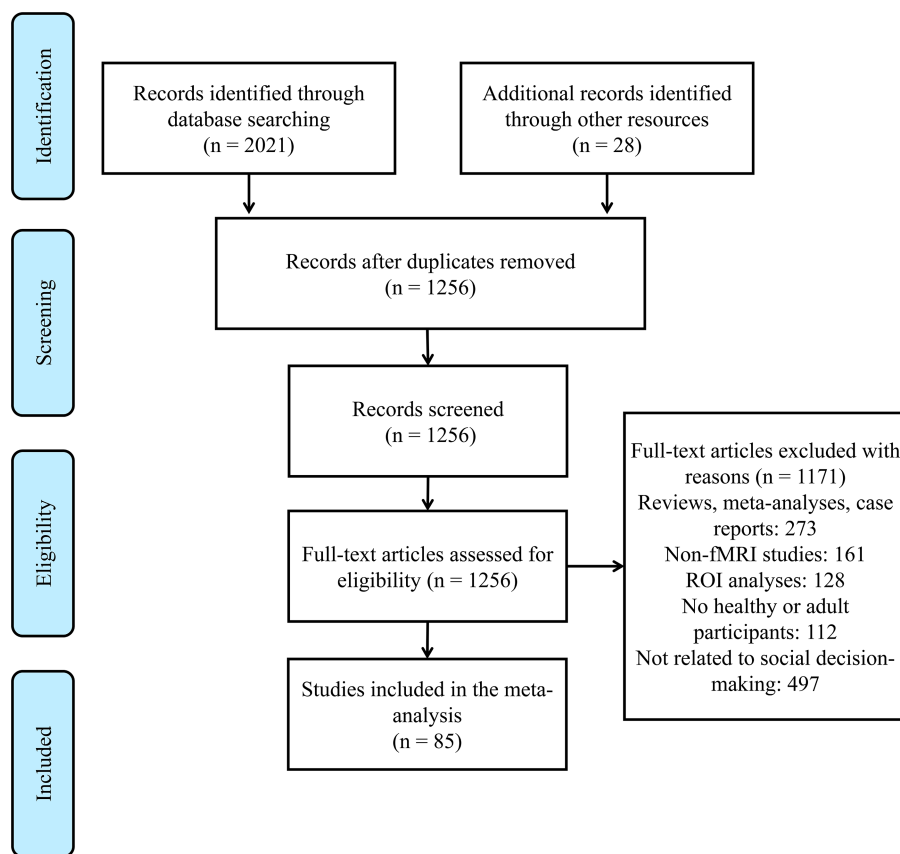 Identification
Records identified through
database searching
(n = 2021)
Additional records identified
through other resources
(n = 28)
Screening
Records after duplicates removed
(n = 1256)
Records screened
(n = 1256)
Eligibility
Full-text articles assessed for
eligibility (n = 1256)
Full-text articles excluded with
reasons (n = 1171)
Reviews, meta-analyses, case
reports: 273
Non-fMRI studies: 161
ROI analyses: 128
No healthy or adult
participants: 112
Not related to social decision-
making: 497
Included
Studies included in the meta-
analysis
(n = 85)